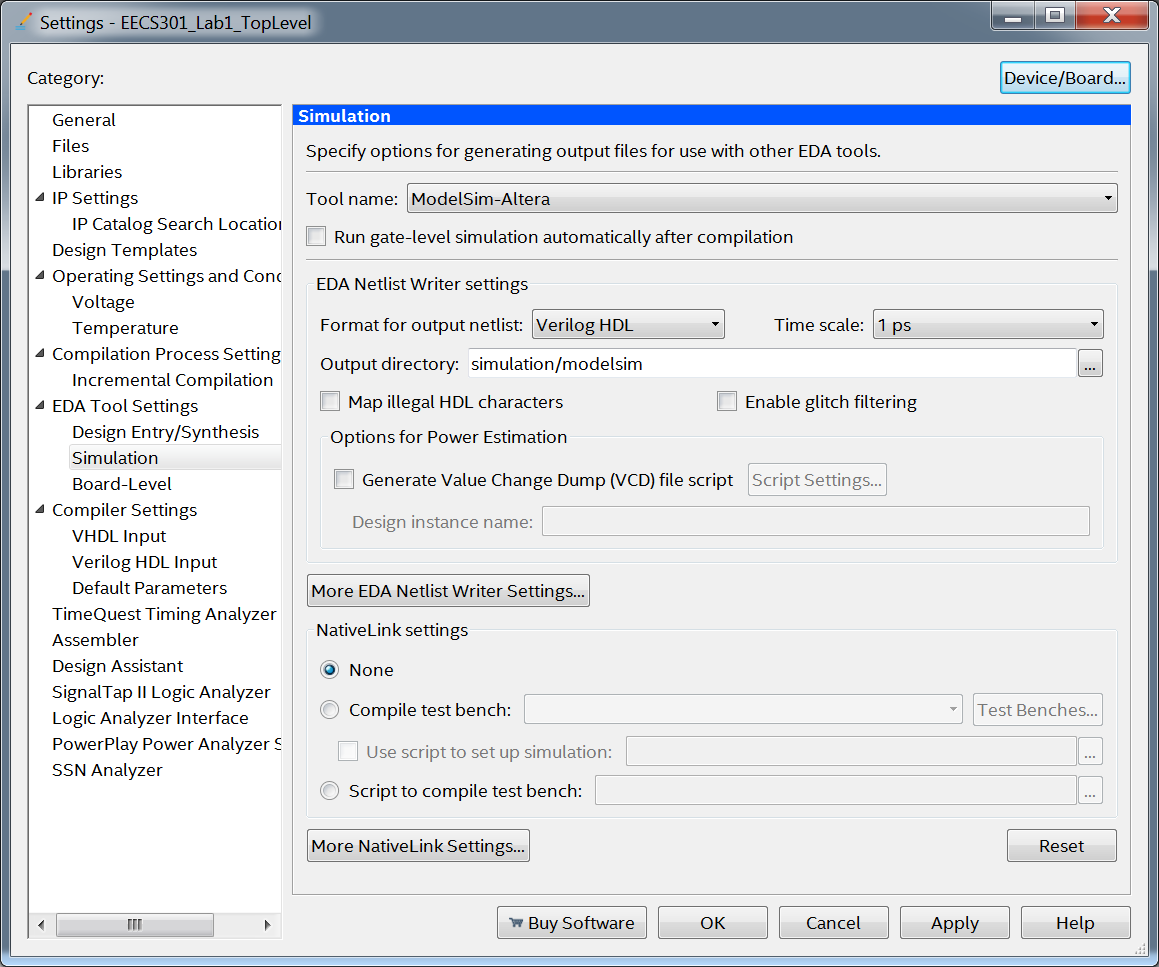 Settings - EECS301_Lab1_TopLevel
Category:
Device/Board...
General
Files
Libraries
IP Settings
IP Catalog Search Location
Design Templates
Operating Settings and Conc
Voltage
Temperature
Compilation Process Setting
Incremental Compilation
EDA Tool Settings
Design Entry/Synthesis
Simulation
Board-Level
Compiler Settings
VHDL Input
Verilog HDL Input
Default Parameters
TimeQuest Timing Analyzer
Assembler
Design Assistant
SignalTap II Logic Analyzer
Logic Analyzer Interface
PowerPlay Power Analyzer S
SSN Analyzer
Simulation
Specify options for generating output files for use with other EDA tools.
Tool name: ModelSim-Altera
Run gate-level simulation automatically after compilation
EDA Netlist Writer settings
Format for output netlist: Verilog HDL Time scale: 1 ps
Output directory: simulation/modelsim ...
Map illegal HDL characters Enable glitch filtering
Options for Power Estimation
Generate Value Change Dump (VCD) file script Script Settings...
Design instance name:
More EDA Netlist Writer Settings...
NativeLink settings
None
Compile test bench: Test Benches...
Use script to set up simulation: ...
Script to compile test bench: ...
More NativeLink Settings... Reset
Buy Software OK Cancel Apply Help